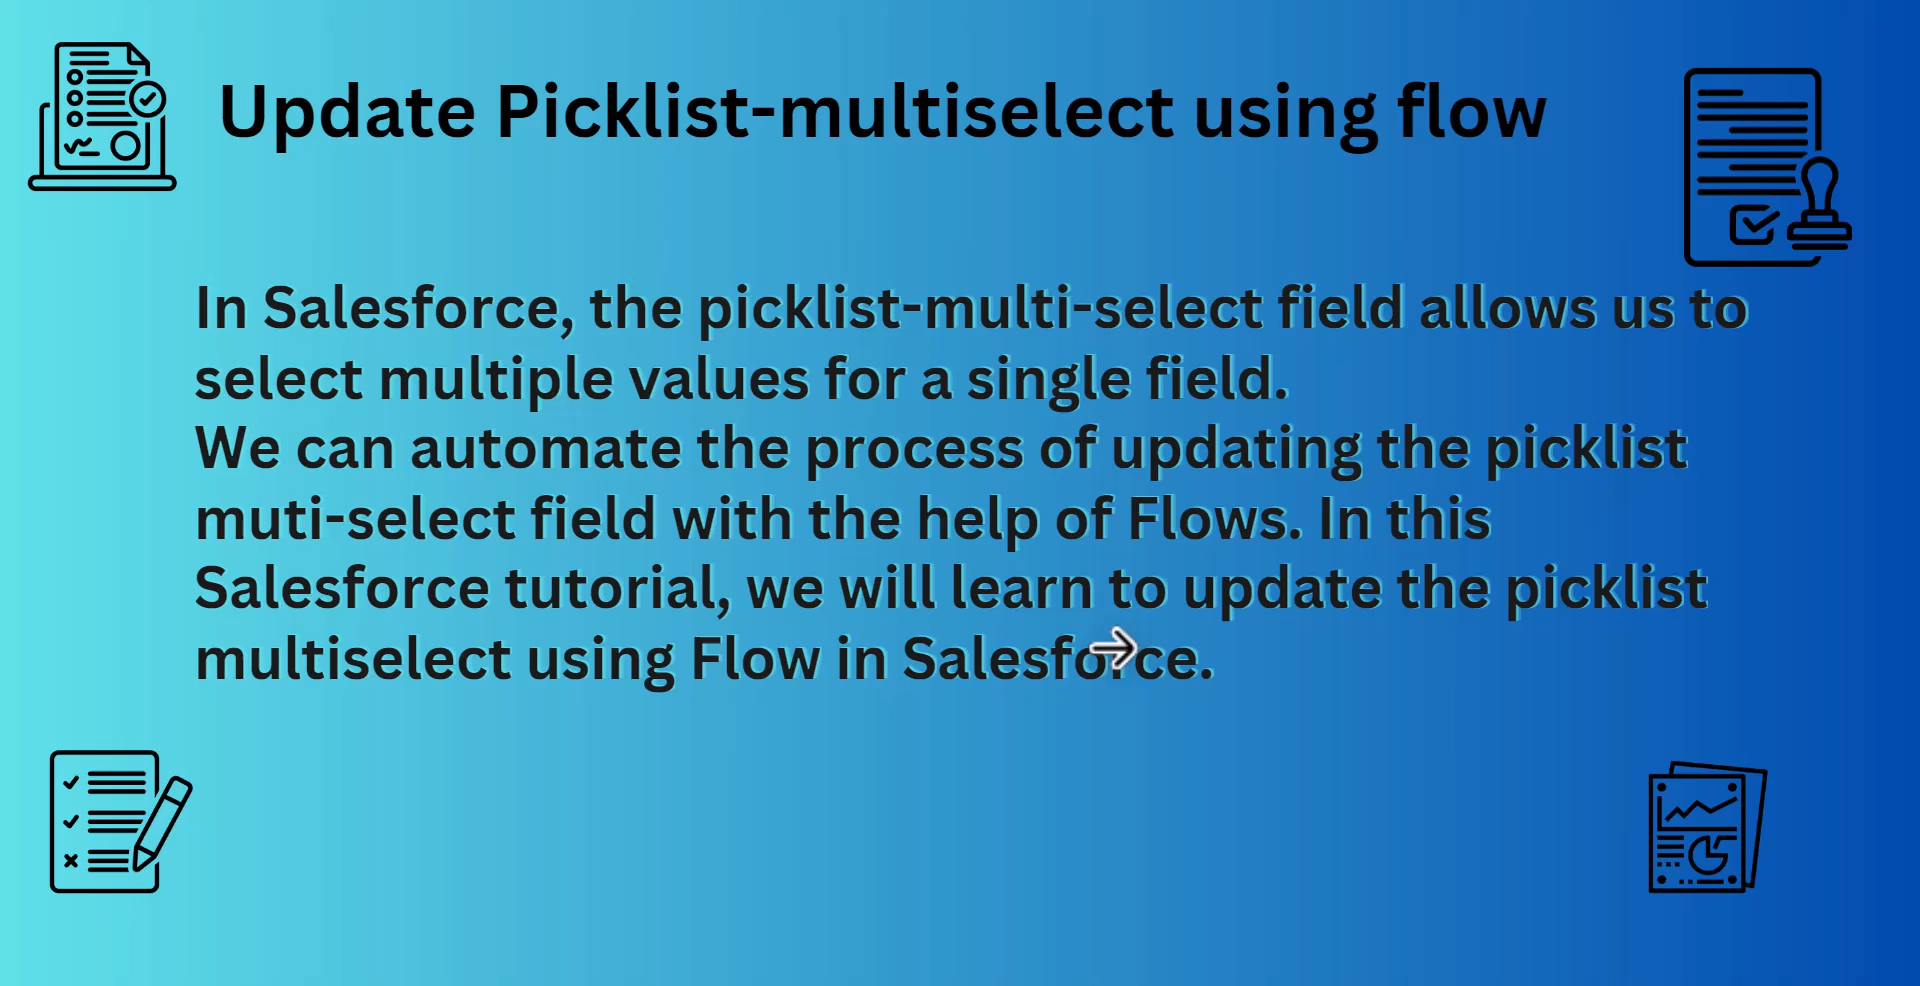 Update Picklist-multiselect using flow
In Salesforce, the picklist-multi-select field allows us to
select multiple values for a single field.
We can automate the process of updating the picklist
muti-select field with the help of Flows. In this
Salesforce tutorial, we will learn to update the picklist
multiselect using Flow in Salesforce.